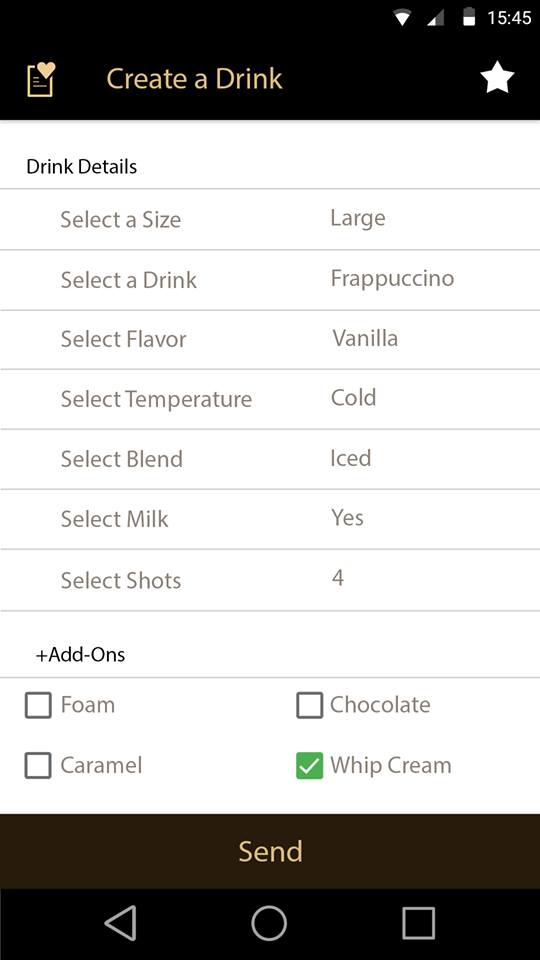 15:45
Create a Drink
Drink Details
Select a Size Large
Select a Drink Frappuccino
Select Flavor Vanilla
Select Temperature Cold
Select Blend Iced
Select Milk Yes
Select Shots 4
+Add-Ons
Foam Chocolate
Caramel Whip Cream
Send